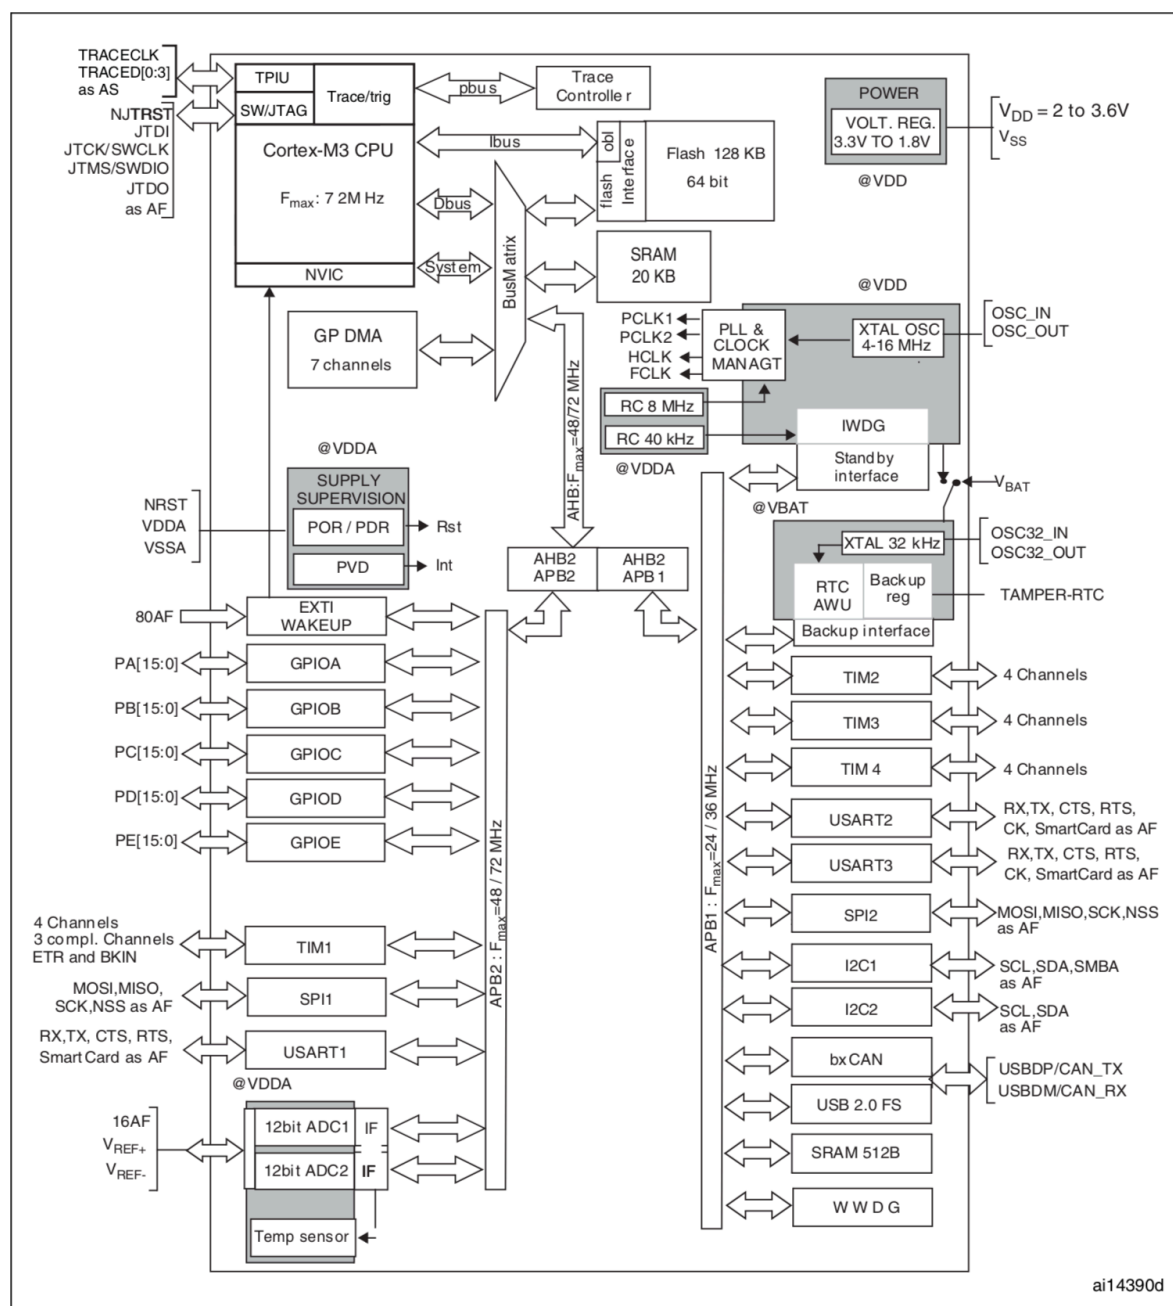 TRACECLK
TRACED[0:3]
as AS
NJTRST
JTDI
JTCK/SWCLK
JTMS/SWDIO
JTDO
as AF
TPIU
SW/JTAG
Trace/trig
Cortex-M3 CPU
Fmax: 7 2M Hz
NVIC
pbus
Trace
Controller
Ibus
Dbus
System
BusM atrix
obl
flash
Interface
Flash 128 KB
64 bit
SRAM
20 KB
POWER
VOLT. REG.
3.3V TO 1.8V
@VDD
VDD = 2 to 3.6V
VSS
GP DMA
7 channels
AHB:Fmax=48/72 MHz
@VDD
PCLK1
PCLK2
HCLK
FCLK
PLL &
CLOCK
MANAGT
XTAL OSC
4-16 MHz
OSC_IN
OSC_OUT
RC 8 MHz
RC 40 kHz
@VDDA
IWDG
Standby
interface
VBAT
@VBAT
@VDDA
SUPPLY
SUPERVISION
POR / PDR
PVD
Rst
Int
NRST
VDDA
VSSA
AHB2
APB2
AHB2
APB1
XTAL 32 kHz
OSC32_IN
OSC32_OUT
RTC
AWU
Backup
reg
TAMPER-RTC
Backup interface
80AF
EXTI
WAKEUP
PA[15:0]
GPIOA
PB[15:0]
GPIOB
PC[15:0]
GPIOC
PD[15:0]
GPIOD
PE[15:0]
GPIOE
4 Channels
3 compl. Channels
ETR and BKIN
TIM1
MOSI,MISO,
SCK,NSS as AF
SPI1
RX,TX, CTS, RTS,
SmartCard as AF
USART1
@VDDA
16AF
VREF+
VREF-
12bit ADC1
IF
12bit ADC2
IF
Temp sensor
APB2 : Fmax=48 / 72 MHz
APB1 : Fmax=24 / 36 MHz
TIM2
4 Channels
TIM3
4 Channels
TIM 4
4 Channels
USART2
RX,TX, CTS, RTS,
CK, SmartCard as AF
USART3
RX,TX, CTS, RTS,
CK, SmartCard as AF
SPI2
MOSI,MISO,SCK,NSS
as AF
I2C1
SCL,SDA,SMBA
as AF
I2C2
SCL,SDA
as AF
bxCAN
USBDP/CAN_TX
USBDM/CAN_RX
USB 2.0 FS
SRAM 512B
W W D G
ai14390d